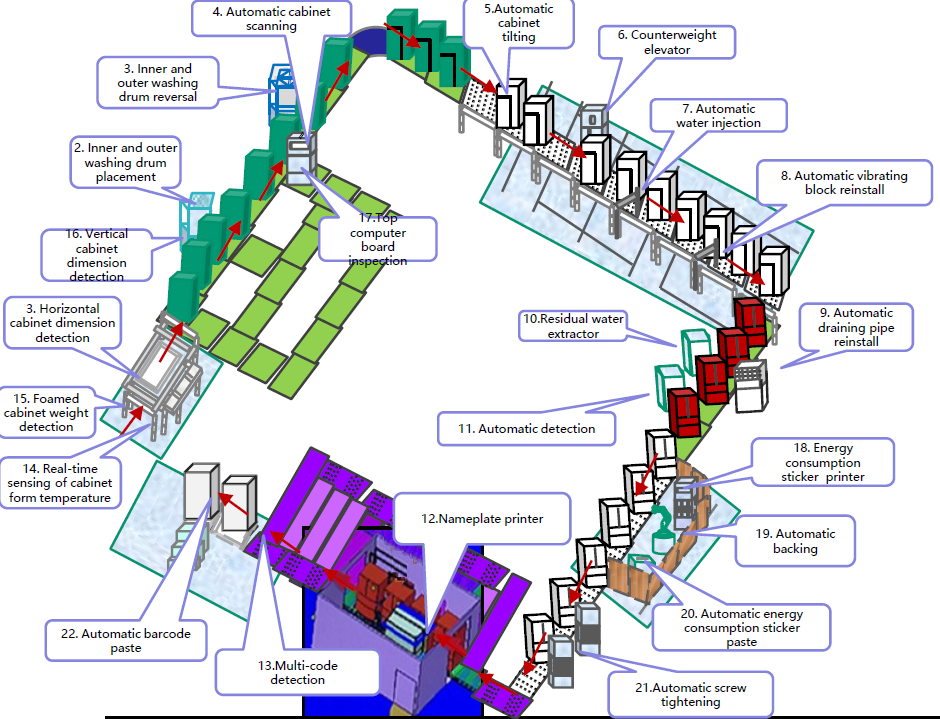 4. Automatic cabinet
scanning
5.Automatic
cabinet
tilting
6. Counterweight
elevator
3. Inner and
outer washing
drum reversal
7. Automatic
water injection
2. Inner and outer
washing drum
placement
8. Automatic vibrating
block reinstall
17.Top
computer
board
inspection
16. Vertical
cabinet
dimension
detection
3. Horizontal
cabinet dimension
detection
10.Residual water
extractor
9. Automatic
draining pipe
reinstall
15. Foamed
cabinet weight
detection
11. Automatic detection
14. Real-time
sensing of cabinet
form temperature
18. Energy
consumption
sticker printer
12.Nameplate printer
19. Automatic
backing
20. Automatic energy
consumption sticker
paste
22. Automatic barcode
paste
13.Multi-code
detection
21.Automatic screw
tightening